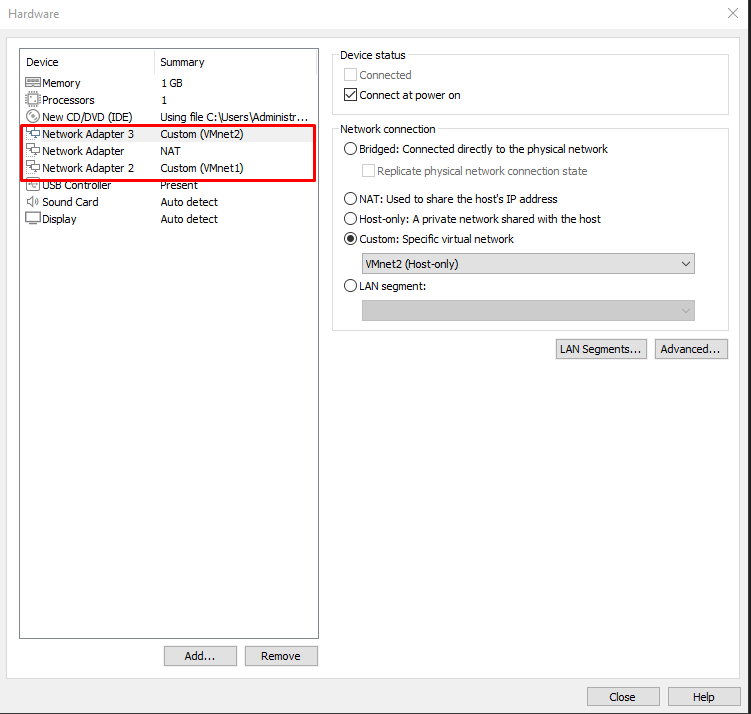 Hardware
Device Summary
Memory 1 GB
Processors 1
New CD/DVD (IDE) Using file C:\Users\Administr...
Network Adapter 3 Custom (VMnet2)
Network Adapter NAT
Network Adapter 2 Custom (VMnet1)
USB Controller Present
Sound Card Auto detect
Display Auto detect
Add... Remove
Device status
Connected
Connect at power on
Network connection
Bridged: Connected directly to the physical network
Replicate physical network connection state
NAT: Used to share the host's IP address
Host-only: A private network shared with the host
Custom: Specific virtual network
VMnet2 (Host-only)
LAN segment:
LAN Segments... Advanced...
Close Help